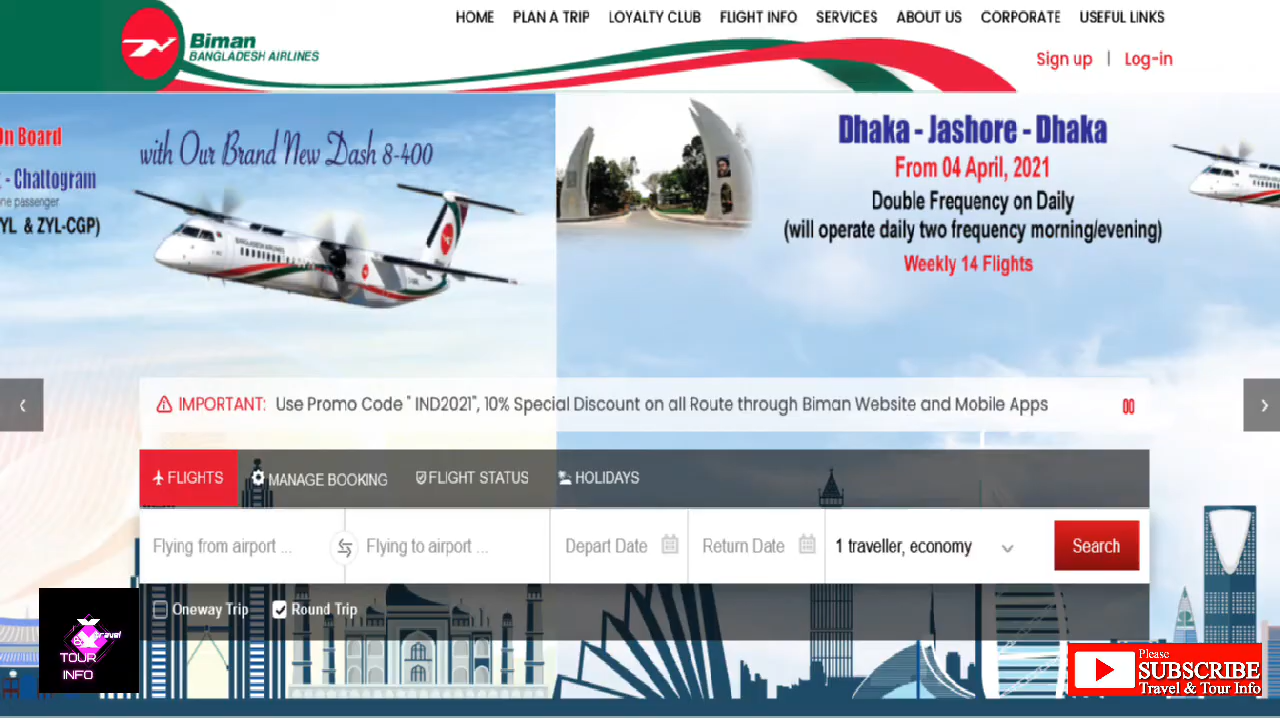 HOME PLAN A TRIP LOYALTY CLUB FLIGHT INFO SERVICES ABOUT US CORPORATE USEFUL LINKS
Biman
BANGLADESH AIRLINES
Sign up | Log-in
On Board
- Chattogram
ne passenger
YL & ZYL-CGP)
with Our Brand New Dash 8-400
BANGLADESH AIRLINES
Dhaka - Jashore - Dhaka
From 04 April, 2021
Double Frequency on Daily
(will operate daily two frequency morning/evening)
Weekly 14 Flights
IMPORTANT: Use Promo Code " IND2021", 10% Special Discount on all Route through Biman Website and Mobile Apps
FLIGHTS MANAGE BOOKING FLIGHT STATUS HOLIDAYS
Flying from airport ... Flying to airport ... Depart Date Return Date 1 traveller, economy Search
Oneway Trip Round Trip
travel
TOUR
INFO
Please
SUBSCRIBE
Travel & Tour Info